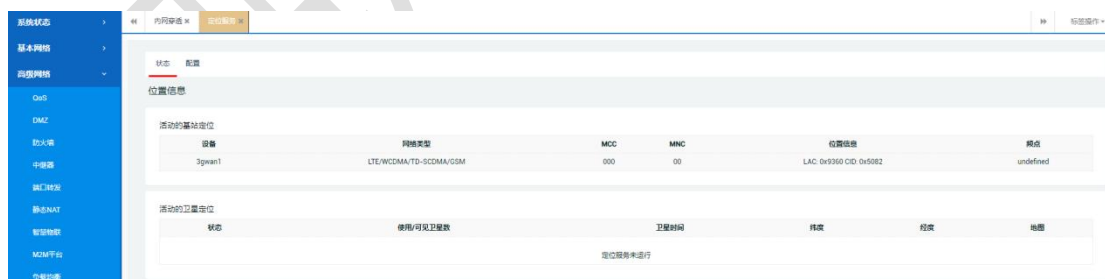 系统状态
内网穿透 × 定位服务 ×
标签操作
基本网络
高级网络
QoS
DMZ
防火墙
中继器
端口转发
静态NAT
智慧物联
M2M平台
负载均衡
状态 配置
位置信息
活动的基站定位
设备 网络类型 MCC MNC 位置信息 频点
3gwan1 LTE/WCDMA/TD-SCDMA/GSM 000 00 LAC: 0x9360 CID: 0x5082 undefined
活动的卫星定位
状态 使用/可见卫星数 卫星时间 纬度 经度 地图
定位服务未运行